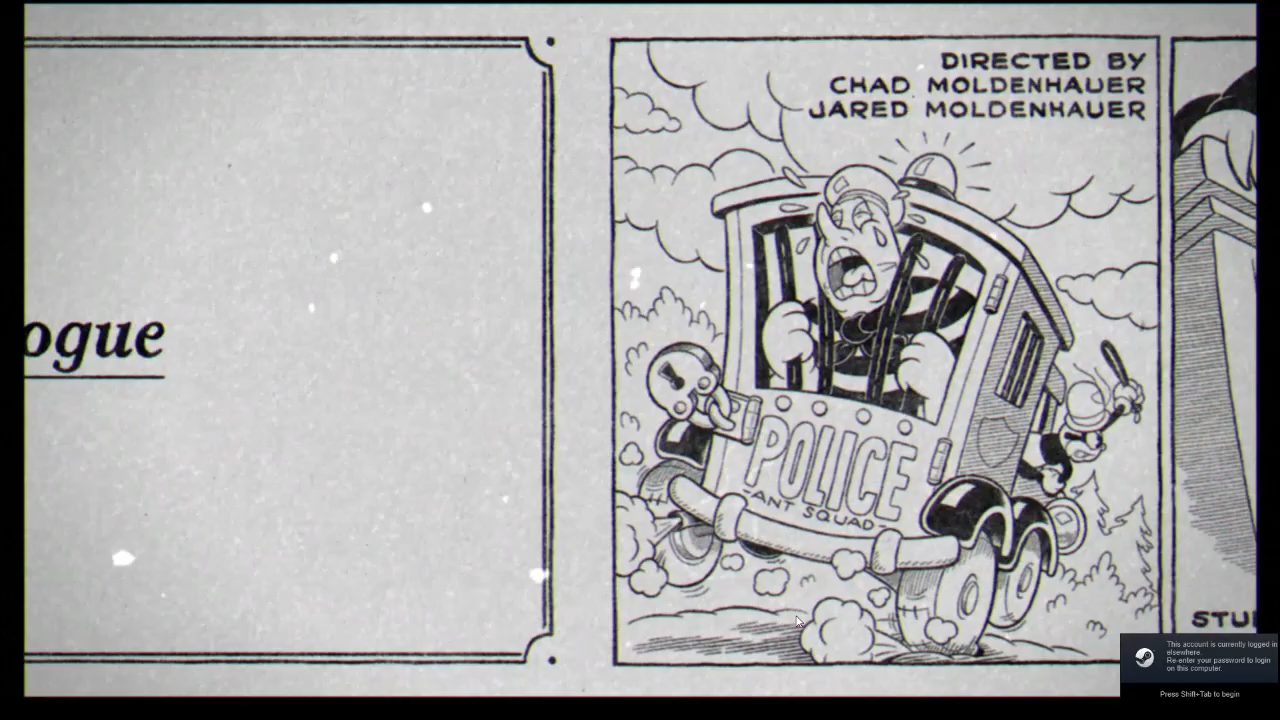 DIRECTED BY
CHAD MOLDENHAUER
JARED MOLDENHAUER
ogue
POLICE
-ANT SQUAD-
STU
This account is currently logged in
elsewhere.
Re-enter your password to login
on this computer.
Press Shift+Tab to begin